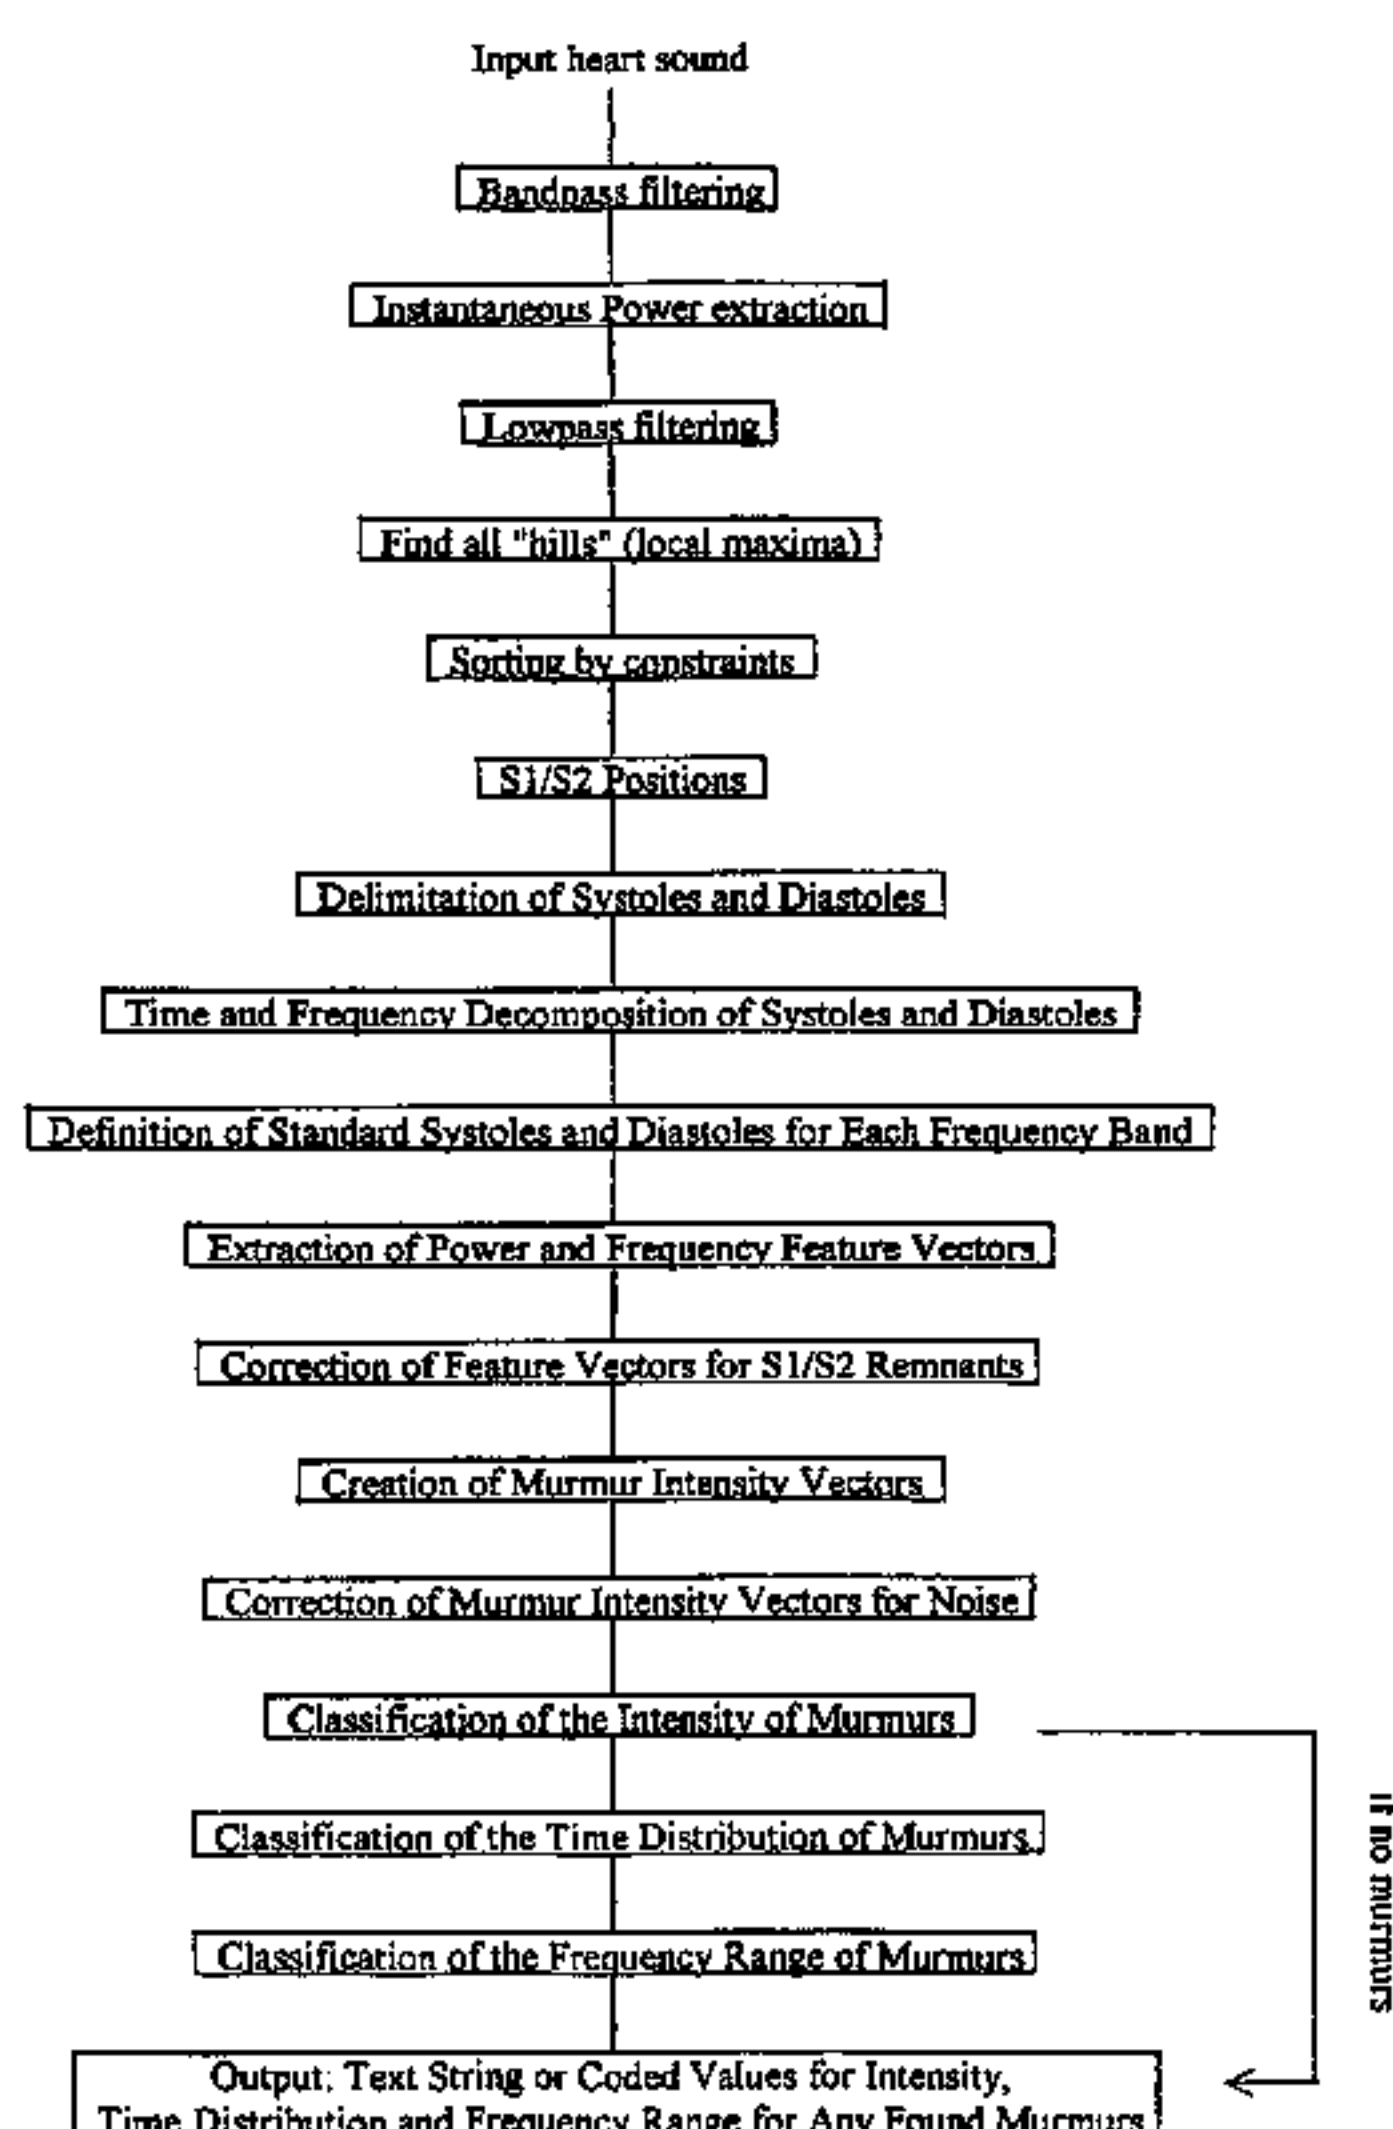 Input heart sound
Bandpass filtering
Instantaneous Power extraction
Lowpass filtering
Find all "hills" (local maxima)
Sorting by constraints
S1/S2 Positions
Delimitation of Systoles and Diastoles
Time and Frequency Decomposition of Systoles and Diastoles
Definition of Standard Systoles and Diastoles for Each Frequency Band
Extraction of Power and Frequency Feature Vectors
Correction of Feature Vectors for S1/S2 Remnants
Creation of Murmur Intensity Vectors
Correction of Murmur Intensity Vectors for Noise
Classification of the Intensity of Murmurs
Classification of the Time Distribution of Murmurs
If no murmurs
Classification of the Frequency Range of Murmurs
Output: Text String or Coded Values for Intensity,
Time Distribution and Frequency Range for Any Found Murmurs